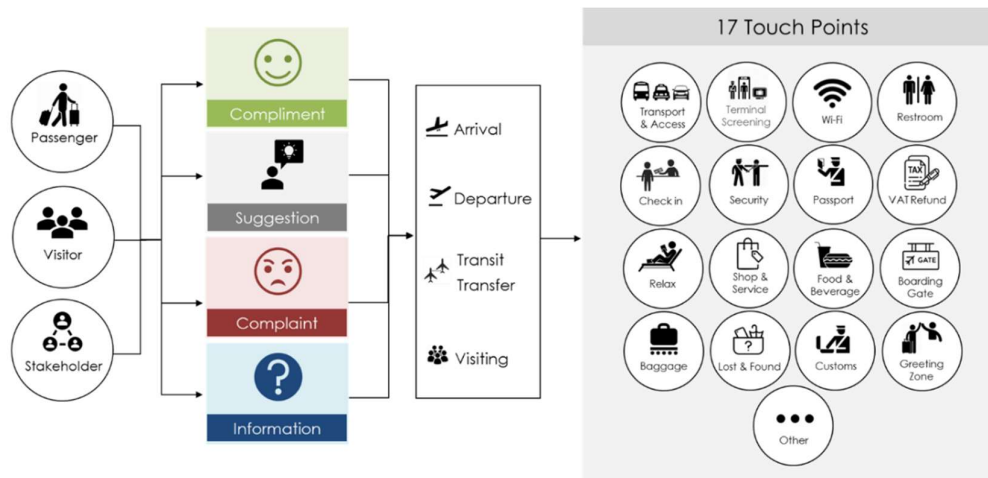 17 Touch Points
Passenger
Visitor
Stakeholder
Compliment
Suggestion
Complaint
?
Information
Arrival
Departure
Transit
Transfer
Visiting
Transport
& Access
Terminal
Screening
Wi-Fi
Restroom
Check in
Security
Passport
TAX
VAT Refund
Relax
Shop &
Service
Food &
Beverage
GATE
Boarding
Gate
Baggage
?
Lost & Found
Customs
Greeting
Zone
Other